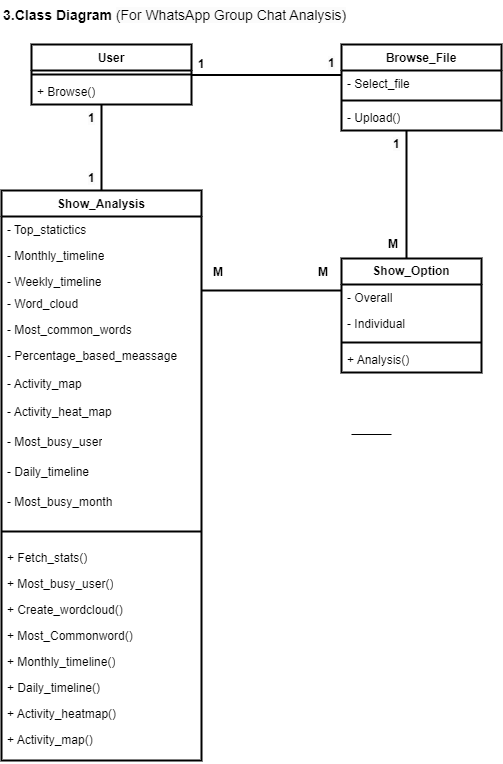 3.Class Diagram (For WhatsApp Group Chat Analysis)
User
+ Browse()
1
1
Browse_File
- Select_file
- Upload()
1
1
1
M
Show_Analysis
- Top_statictics
- Monthly_timeline
- Weekly_timeline
- Word_cloud
- Most_common_words
- Percentage_based_meassage
- Activity_map
- Activity_heat_map
- Most_busy_user
- Daily_timeline
- Most_busy_month
+ Fetch_stats()
+ Most_busy_user()
+ Create_wordcloud()
+ Most_Commonword()
+ Monthly_timeline()
+ Daily_timeline()
+ Activity_heatmap()
+ Activity_map()
M
M
Show_Option
- Overall
- Individual
+ Analysis()